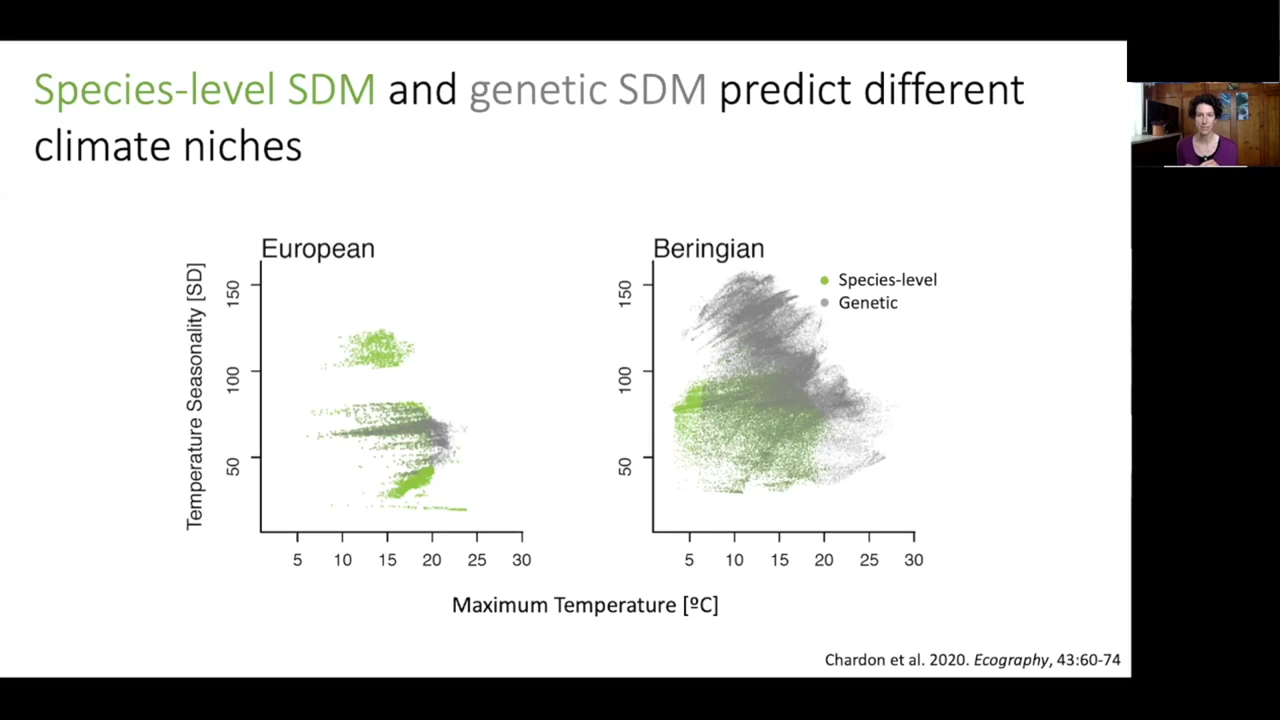 Species-level SDM and genetic SDM predict different
climate niches
European
Temperature Seasonality [SD]
150
100
50
5 10 15 20 25 30
Beringian
Species-level
Genetic
150
100
50
5 10 15 20 25 30
Maximum Temperature [ºC]
Chardon et al. 2020. Ecography, 43:60-74